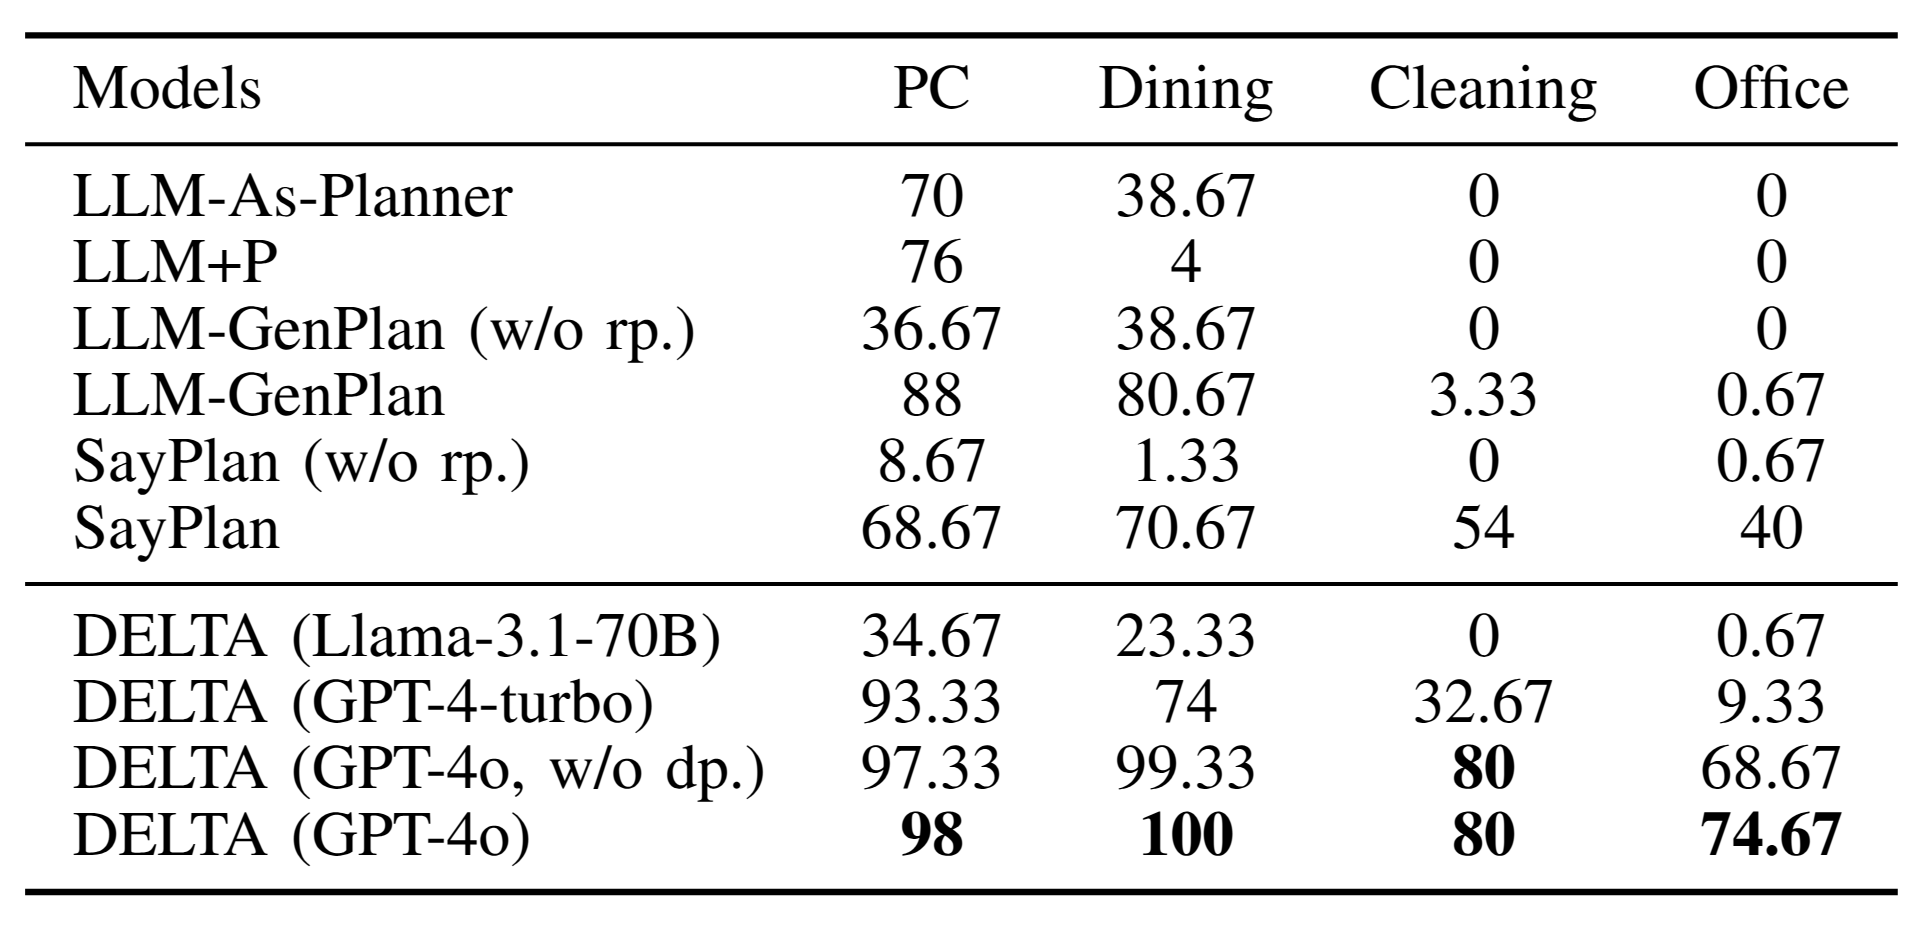 Models PC Dining Cleaning Office
LLM-As-Planner 70 38.67 0 0
LLM+P 76 4 0 0
LLM-GenPlan (w/o rp.) 36.67 38.67 0 0
LLM-GenPlan 88 80.67 3.33 0.67
SayPlan (w/o rp.) 8.67 1.33 0 0.67
SayPlan 68.67 70.67 54 40
DELTA (Llama-3.1-70B) 34.67 23.33 0 0.67
DELTA (GPT-4-turbo) 93.33 74 32.67 9.33
DELTA (GPT-4o, w/o dp.) 97.33 99.33 80 68.67
DELTA (GPT-4o) 98 100 80 74.67